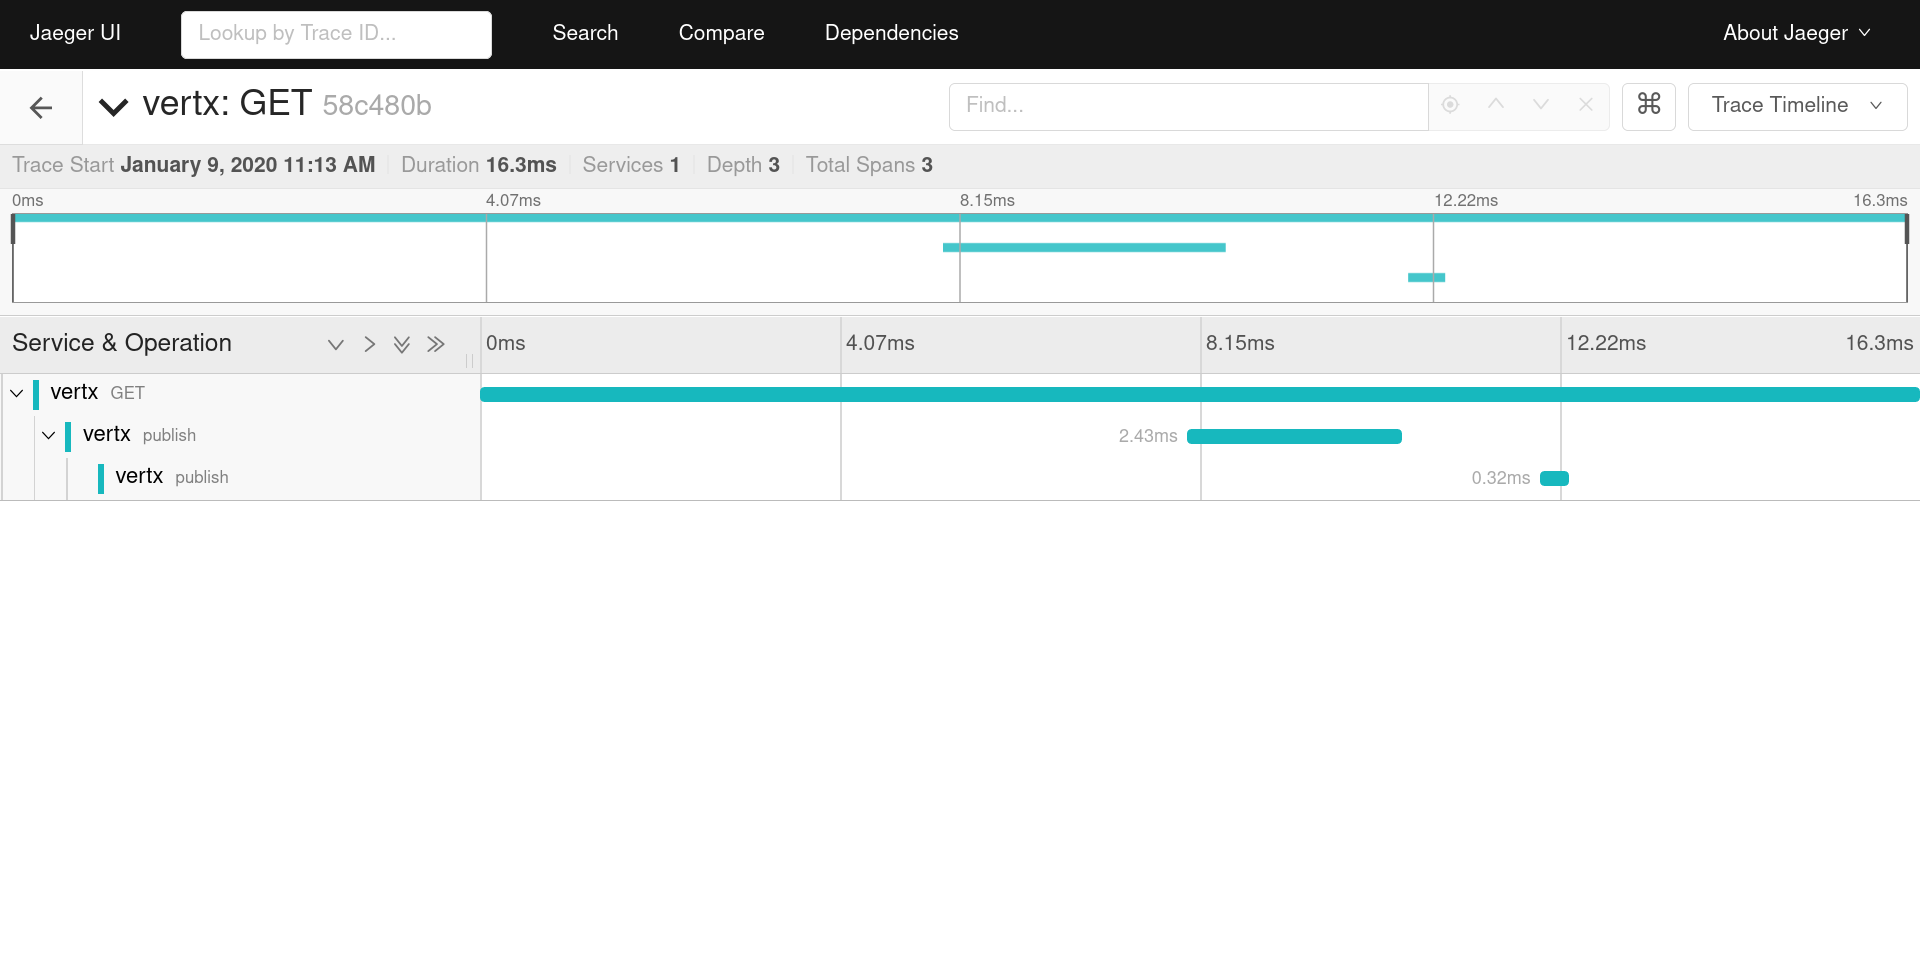 Jaeger UI Lookup by Trace ID... Search Compare Dependencies About Jaeger
vertx: GET 58c480b Find... ⌘ Trace Timeline
Trace Start January 9, 2020 11:13 AM Duration 16.3ms Services 1 Depth 3 Total Spans 3
0ms 4.07ms 8.15ms 12.22ms 16.3ms
Service & Operation 0ms 4.07ms 8.15ms 12.22ms 16.3ms
vertx GET
vertx publish 2.43ms
vertx publish 0.32ms